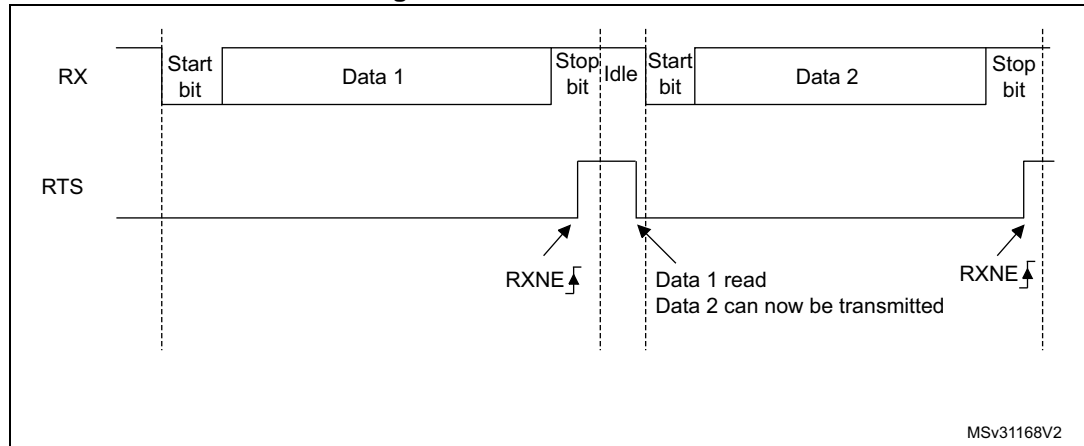 RX
Start
bit
Data 1
Stop
bit
Idle
Start
bit
Data 2
Stop
bit
RTS
RXNE
Data 1 read
Data 2 can now be transmitted
RXNE
MSv31168V2